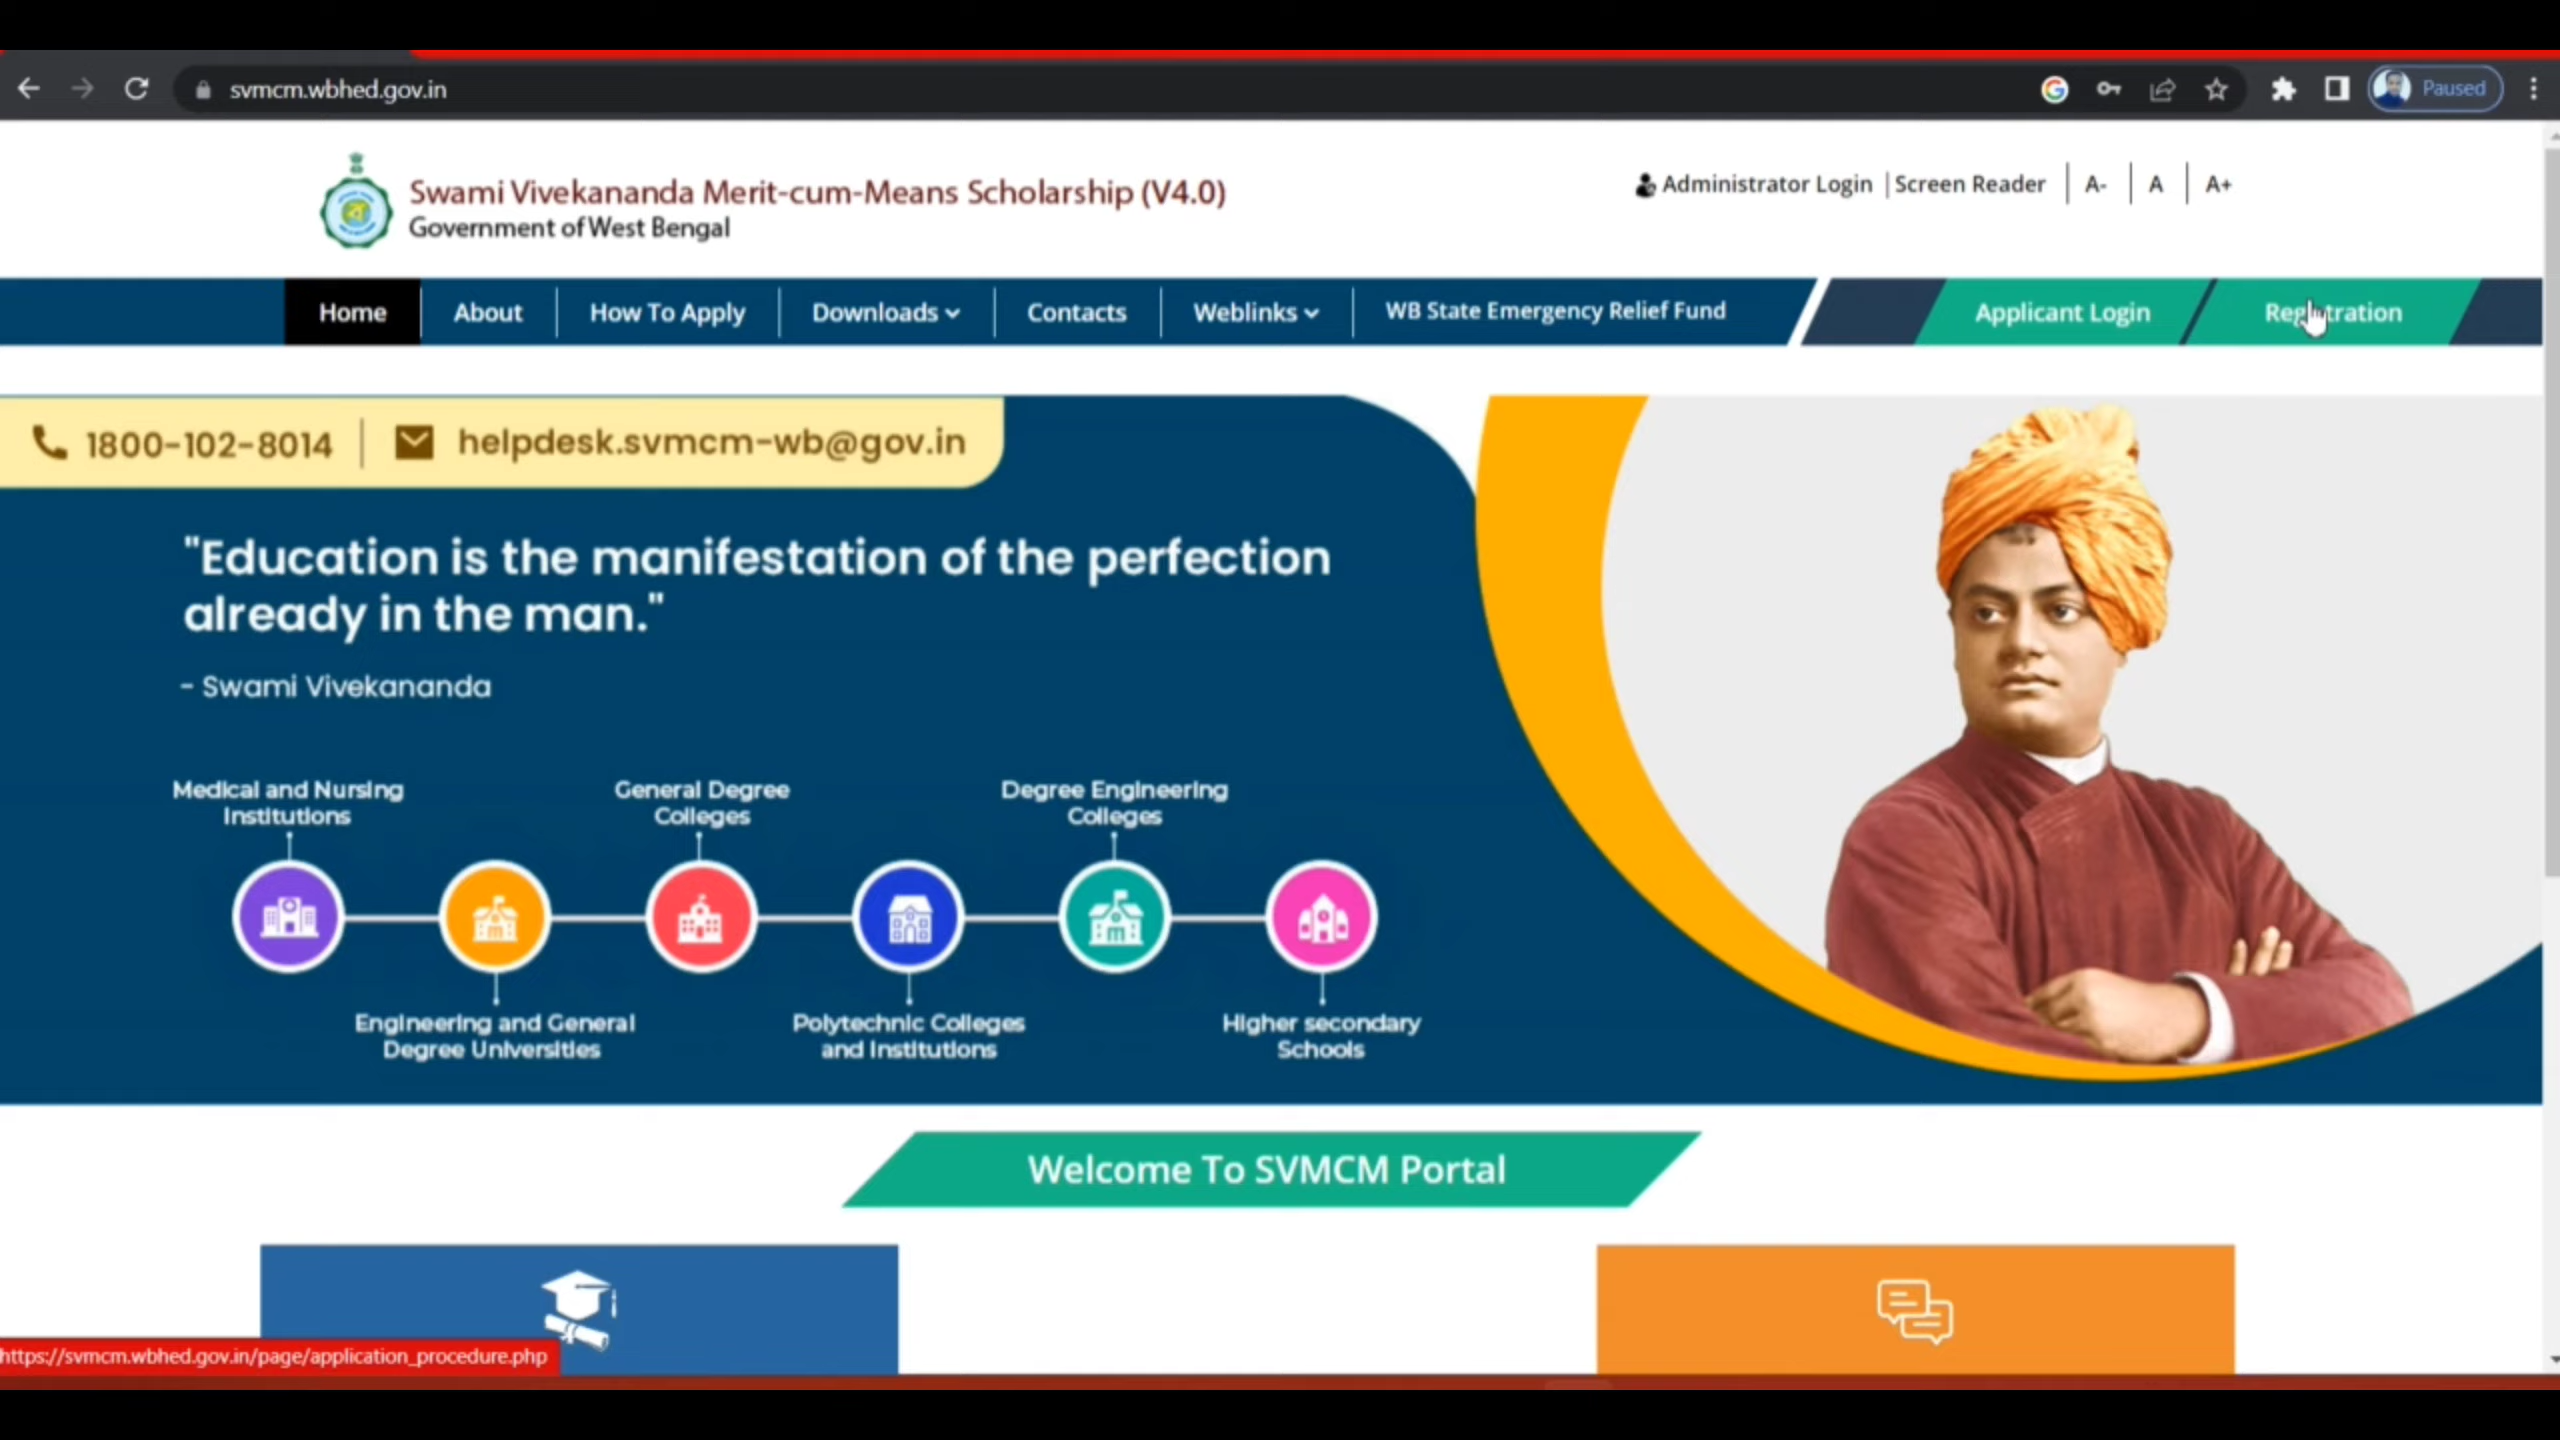 svmcm.wbhed.gov.in
Paused
Swami Vivekananda Merit-cum-Means Scholarship (V4.0)
Government of West Bengal
Administrator Login | Screen Reader | A- | A | A+
Home
About
How To Apply
Downloads
Contacts
Weblinks
WB State Emergency Relief Fund
Applicant Login
Registration
1800-102-8014
helpdesk.svmcm-wb@gov.in
"Education is the manifestation of the perfection
already in the man."
- Swami Vivekananda
Medical and Nursing
Institutions
General Degree
Colleges
Degree Engineering
Colleges
Engineering and General
Degree Universities
Polytechnic Colleges
and Institutions
Higher secondary
Schools
Welcome To SVMCM Portal
https://svmcm.wbhed.gov.in/page/application_procedure.php